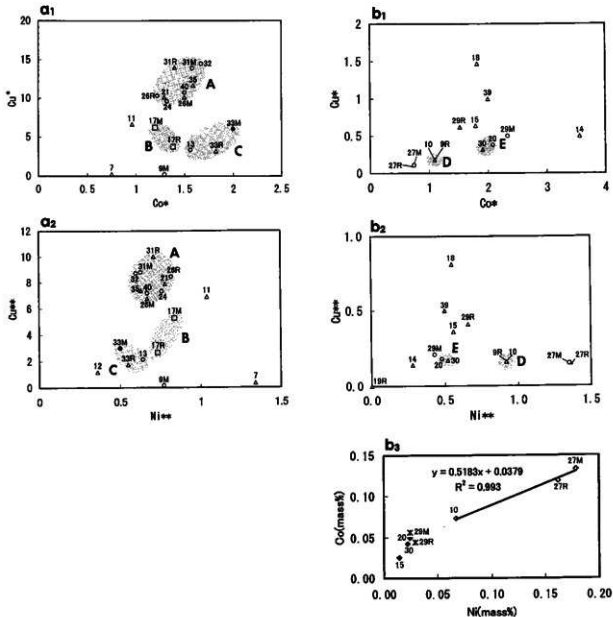 a1
20
15
10
5
0
Cu*
0
0.5
1
1.5
2
2.5
Co*
31R
31M
32
35
A
26R
21
40
24
26M
11
17M
33M
B
17R
13
33R
C
7
9M
b1
2
1.5
1
0.5
0
Cu*
0
1
2
3
4
Co*
18
39
29R
15
29M
14
10
9R
27M
27R
D
30
20
E
a2
12
10
8
6
4
2
0
Cu**
0
0.5
1
1.5
Ni**
31R
A
31M
26R
32
21
35
40
24
26M
11
17M
B
17R
33M
33R
13
C
12
9M
7
b2
1.0
0.5
0.0
Cu**
0.0
0.5
1.0
1.5
Ni**
18
39
29R
15
29M
E
14
20
30
9R
10
D
27M
27R
19R
b3
0.15
0.10
0.05
0.00
Co(mass%)
0.00
0.05
0.10
0.15
0.20
Ni(mass%)
y = 0.5183x + 0.0379
R² = 0.993
27M
27R
10
29M
20
29R
30
15